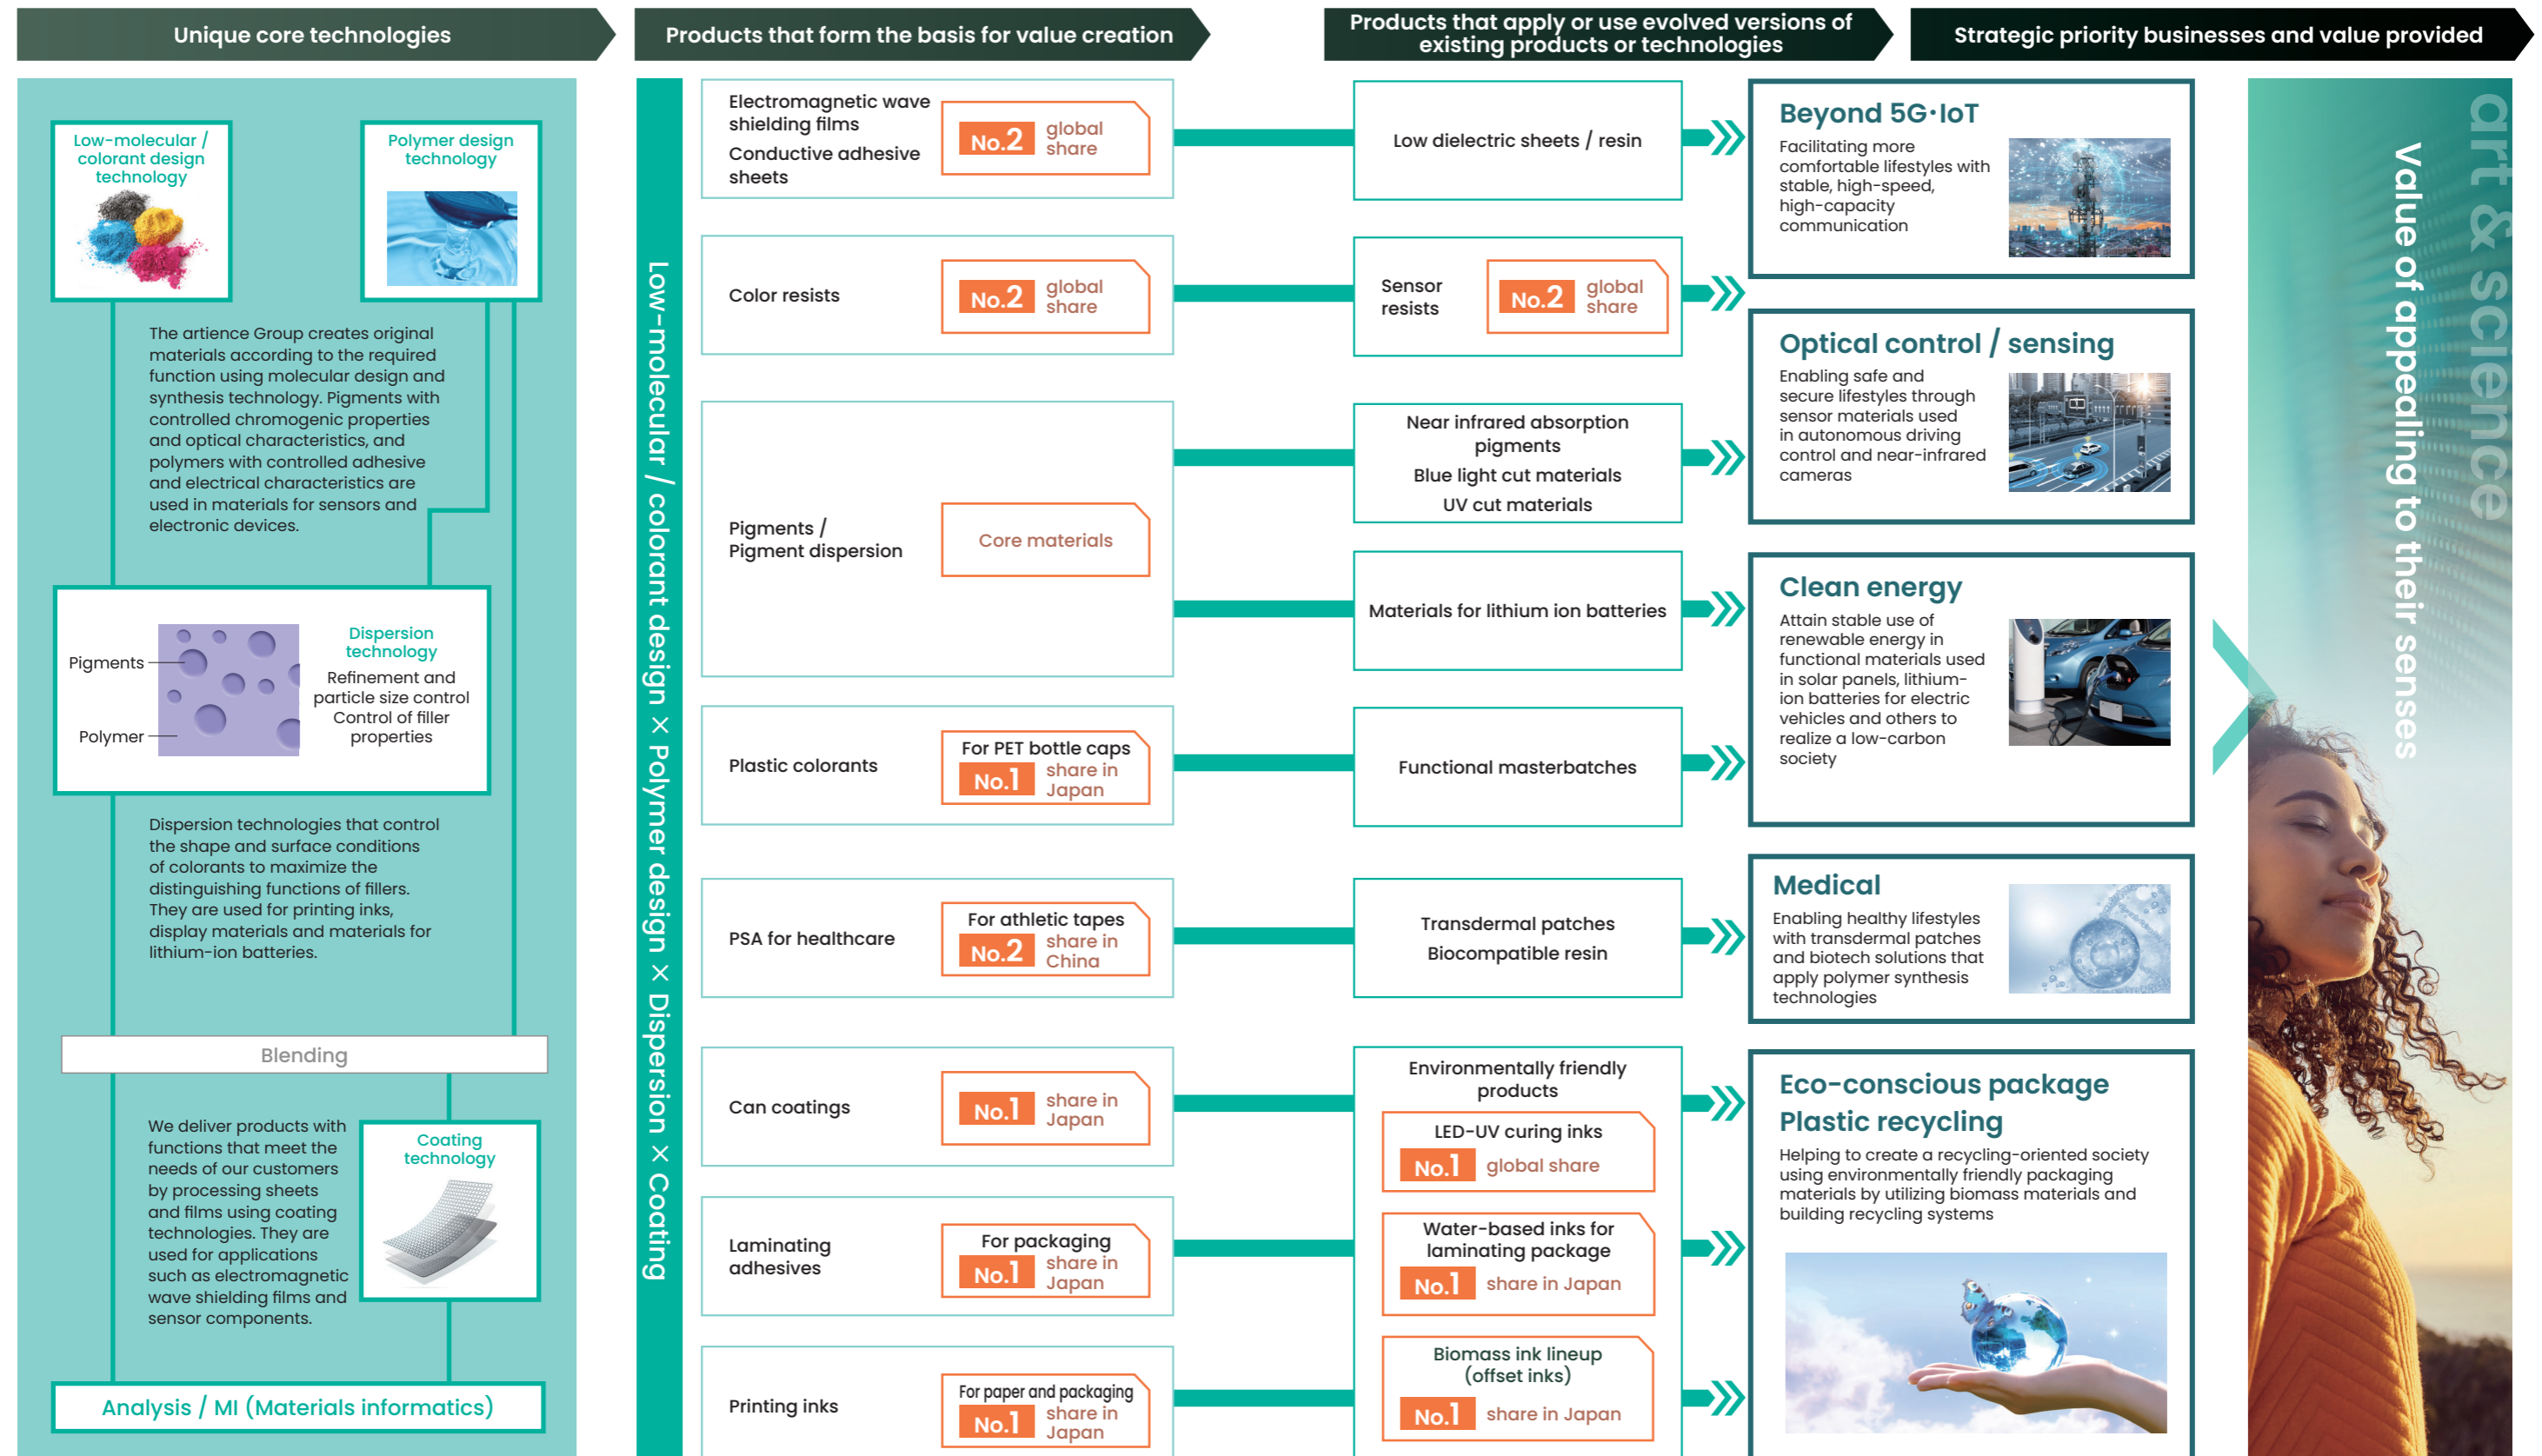 Unique core technologies
Products that form the basis for value creation
Products that apply or use evolved versions of
existing products or technologies
Strategic priority businesses and value provided
Low-molecular /
colorant design
technology
Polymer design
technology
The artience Group creates original
materials according to the required
function using molecular design and
synthesis technology. Pigments with
controlled chromogenic properties
and optical characteristics, and
polymers with controlled adhesive
and electrical characteristics are
used in materials for sensors and
electronic devices.
Pigments
Polymer
Dispersion
technology
Refinement and
particle size control
Control of filler
properties
Dispersion technologies that control
the shape and surface conditions
of colorants to maximize the
distinguishing functions of fillers.
They are used for printing inks,
display materials and materials for
lithium-ion batteries.
Blending
We deliver products with
functions that meet the
needs of our customers
by processing sheets
and films using coating
technologies. They are
used for applications
such as electromagnetic
wave shielding films and
sensor components.
Coating
technology
Analysis / MI (Materials informatics)
Low-molecular / colorant design × Polymer design × Dispersion × Coating
Electromagnetic wave
shielding films
Conductive adhesive
sheets
No.2 global
share
Color resists
No.2 global
share
Pigments /
Pigment dispersion
Core materials
Plastic colorants
For PET bottle caps
No.1 share in
Japan
PSA for healthcare
For athletic tapes
No.2 share in
China
Can coatings
No.1 share in
Japan
Laminating
adhesives
For packaging
No.1 share in
Japan
Printing inks
For paper and packaging
No.1 share in
Japan
Low dielectric sheets / resin
Sensor
resists
No.2 global
share
Near infrared absorption
pigments
Blue light cut materials
UV cut materials
Materials for lithium ion batteries
Functional masterbatches
Transdermal patches
Biocompatible resin
Environmentally friendly
products
LED-UV curing inks
No.1 global share
Water-based inks for
laminating package
No.1 share in Japan
Biomass ink lineup
(offset inks)
No.1 share in Japan
Beyond 5G·IoT
Facilitating more
comfortable lifestyles with
stable, high-speed,
high-capacity
communication
Optical control / sensing
Enabling safe and
secure lifestyles through
sensor materials used
in autonomous driving
control and near-infrared
cameras
Clean energy
Attain stable use of
renewable energy in
functional materials used
in solar panels, lithium-
ion batteries for electric
vehicles and others to
realize a low-carbon
society
Medical
Enabling healthy lifestyles
with transdermal patches
and biotech solutions that
apply polymer synthesis
technologies
Eco-conscious package
Plastic recycling
Helping to create a recycling-oriented society
using environmentally friendly packaging
materials by utilizing biomass materials and
building recycling systems
art & science
Value of appealing to their senses